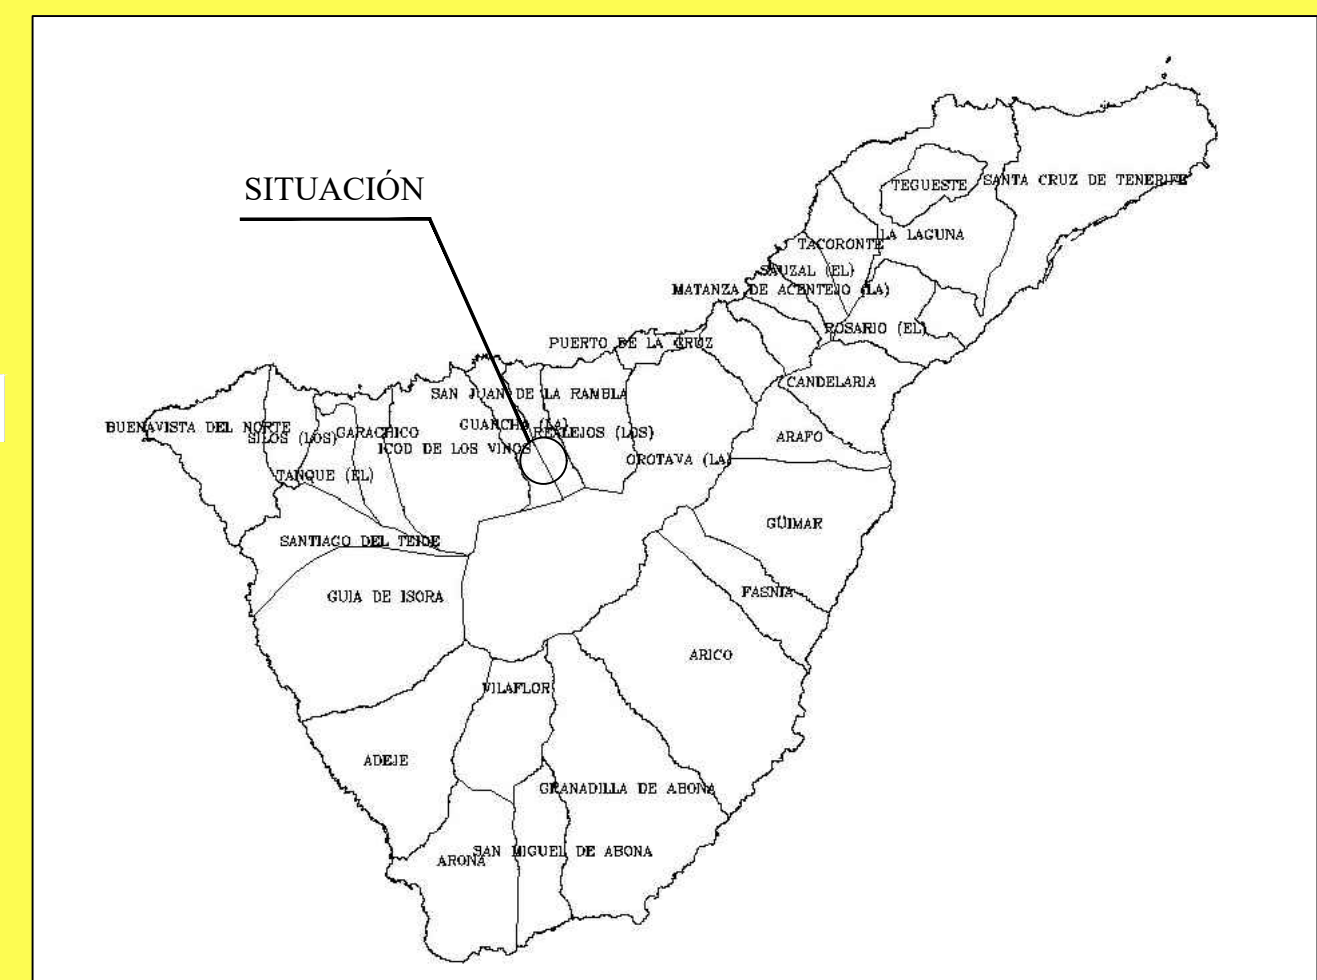 SITUACIÓN
TEGUESTE
SANTA CRUZ DE TENERIFE
LA LAGUNA
TACORONTE
SAUZAL (EL)
MATANZA DE ACENTEJO (LA)
ROSARIO (EL)
PUERTO DE LA CRUZ
CANDELARIA
SAN JUAN DE LA RAMBLA
BUENAVISTA DEL NORTE
SILOS (LOS)
GARACHICO
GUANCHA (LA)
REALEJOS (LOS)
ARAFO
ICOD DE LOS VINOS
OROTAVA (LA)
TANQUE (EL)
GÜIMAR
SANTIAGO DEL TEIDE
GUIA DE ISORA
FASNIA
ARICO
VILAFLOR
ADEJE
GRANADILLA DE ABONA
ARONA
SAN MIGUEL DE ABONA